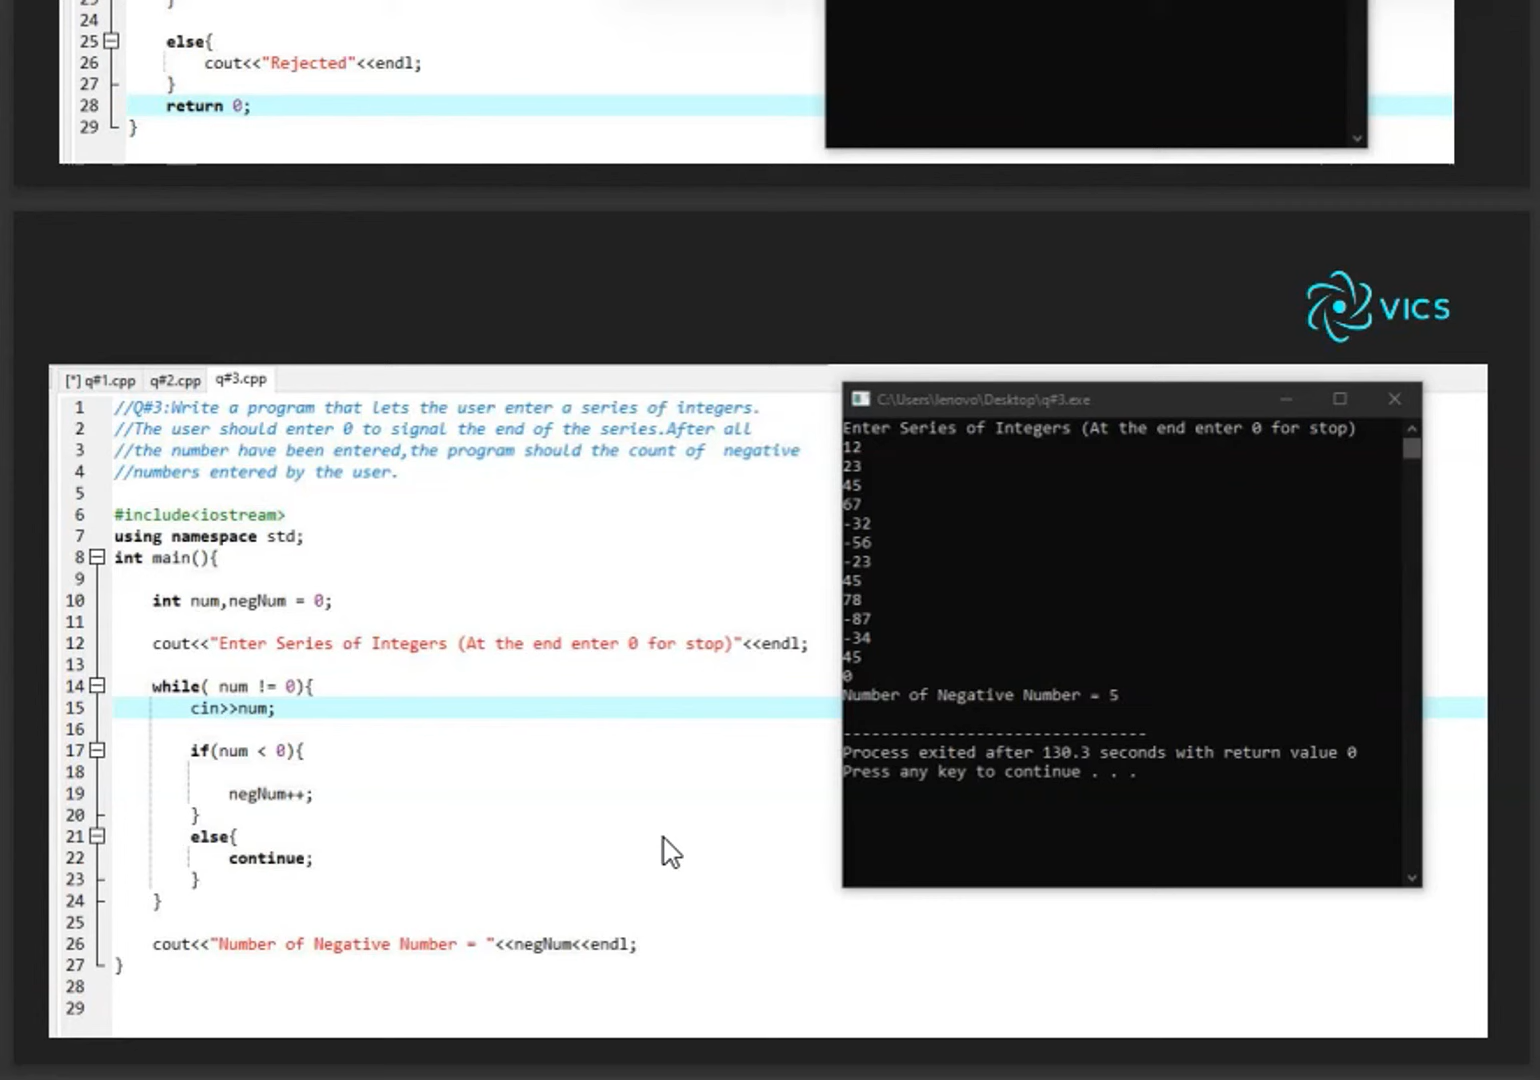 24
25 else{
26 cout<<"Rejected"<<endl;
27 }
28 return 0;
29 }
VICS
[*] q#1.cpp q#2.cpp q#3.cpp
1 //Q#3:Write a program that lets the user enter a series of integers.
2 //The user should enter 0 to signal the end of the series.After all
3 //the number have been entered,the program should the count of  negative
4 //numbers entered by the user.
5
6 #include<iostream>
7 using namespace std;
8 int main(){
9
10 int num,negNum = 0;
11
12 cout<<"Enter Series of Integers (At the end enter 0 for stop)"<<endl;
13
14 while( num != 0){
15 cin>>num;
16
17 if(num < 0){
18
19 negNum++;
20 }
21 else{
22 continue;
23 }
24 }
25
26 cout<<"Number of Negative Number = "<<negNum<<endl;
27 }
28
29
C:\Users\lenovo\Desktop\q#3.exe
Enter Series of Integers (At the end enter 0 for stop)
12
23
45
67
-32
-56
-23
45
78
-87
-34
45
0
Number of Negative Number = 5
--------------------------------
Process exited after 130.3 seconds with return value 0
Press any key to continue . . .